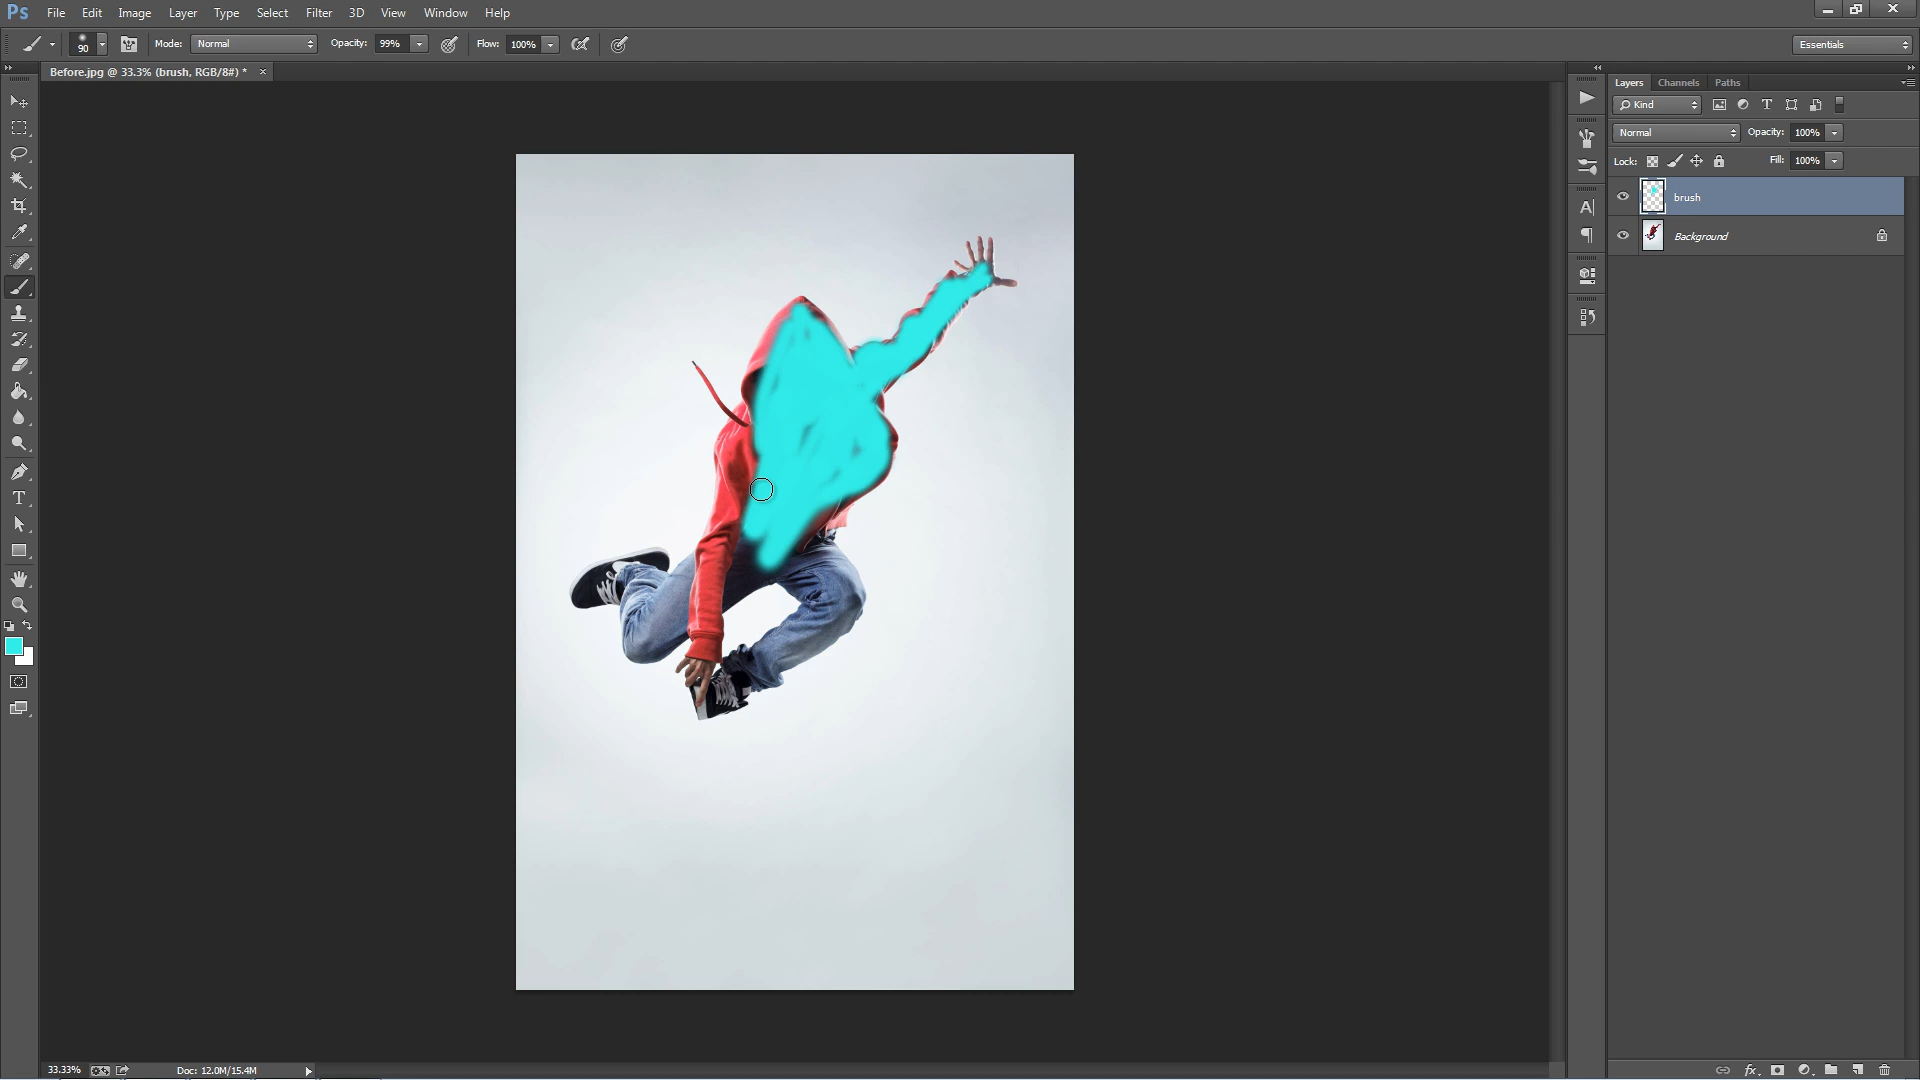 Ps File Edit Image Layer Type Select Filter 3D View Window Help
90 Mode: Normal Opacity: 99% Flow: 100% Essentials
Before.jpg @ 33.3% (brush, RGB/8#) * ×
Layers Channels Paths
Kind T
Normal Opacity: 100%
Lock: Fill: 100%
brush
Background
A
T
33.33% Doc: 12.0M/15.4M fx